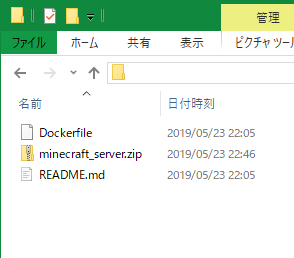 管理
ファイル ホーム 共有 表示 ピクチャ ツール
名前 日付時刻
Dockerfile 2019/05/23 22:05
minecraft_server.zip 2019/05/23 22:46
README.md 2019/05/23 22:05